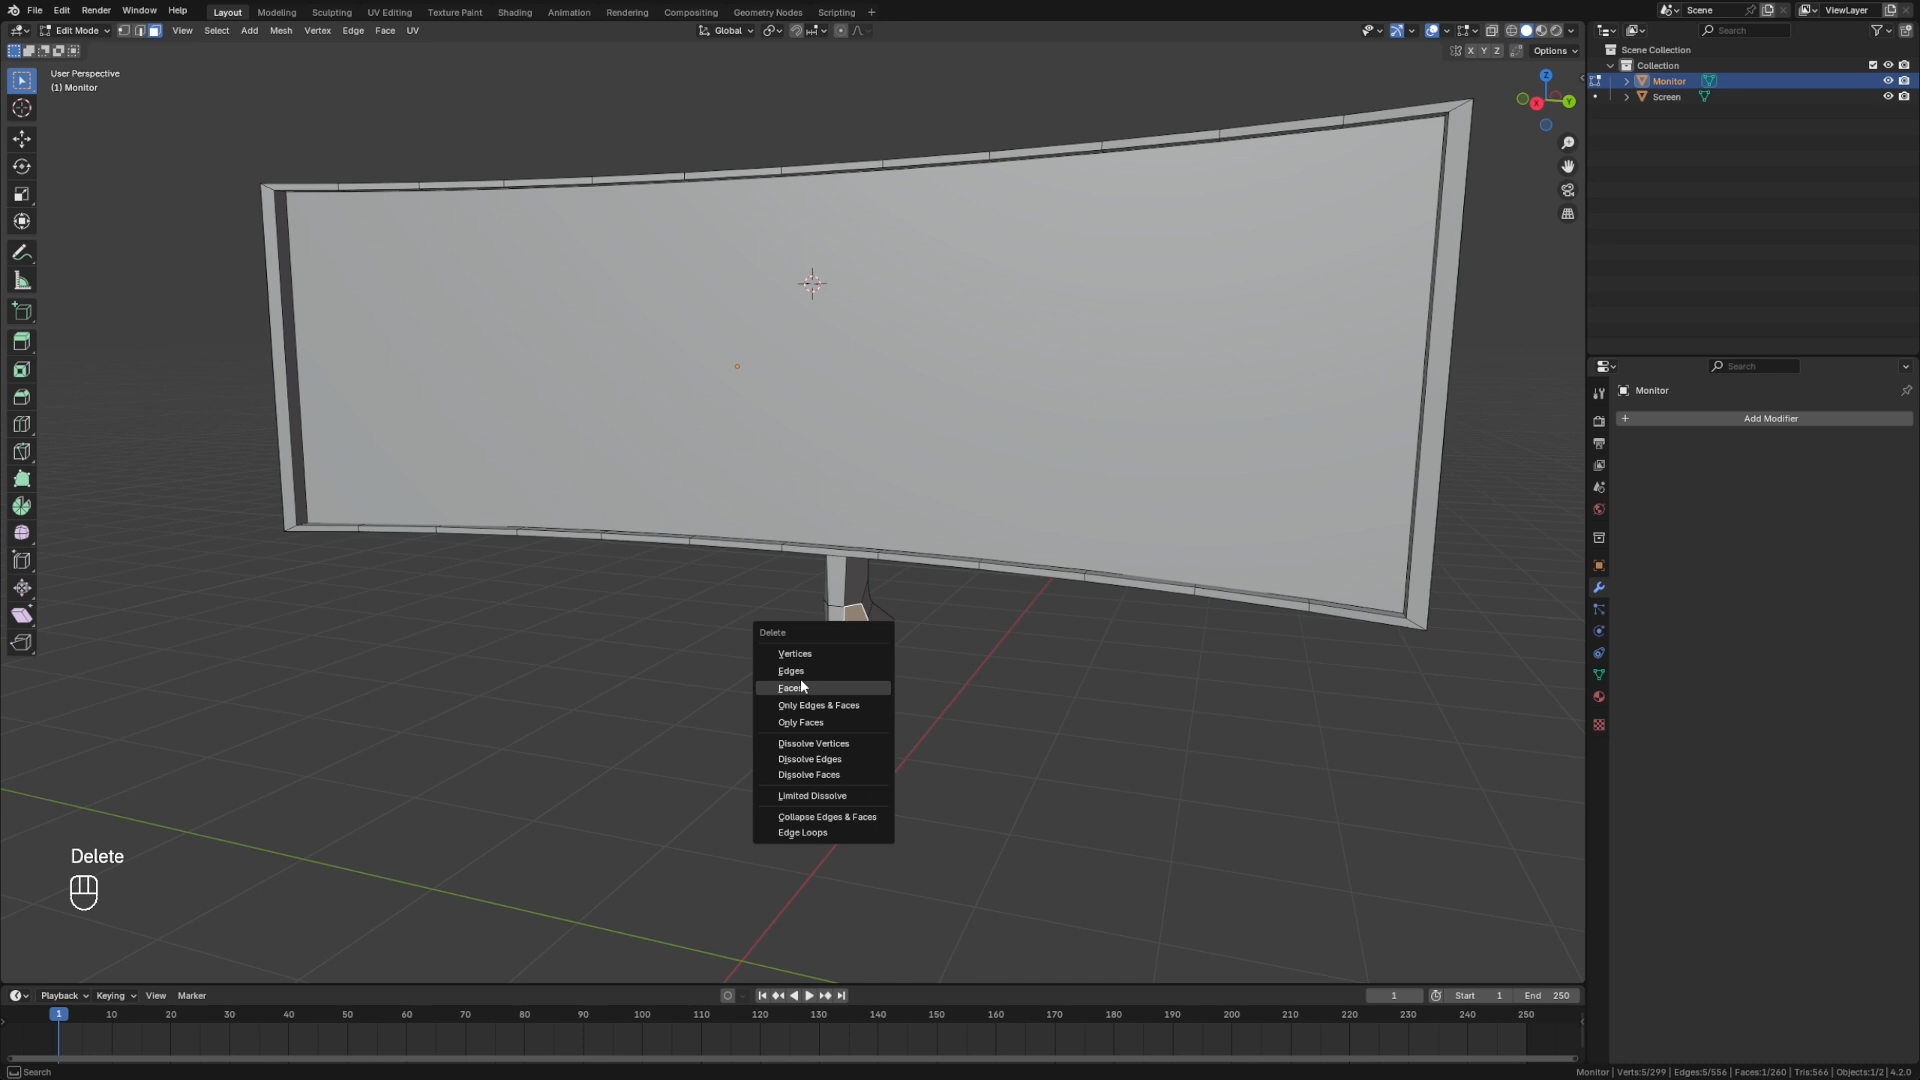 File Edit Render Window Help Layout Modeling Sculpting UV Editing Texture Paint Shading Animation Rendering Compositing Geometry Nodes Scripting + Scene ViewLayer
Edit Mode View Select Add Mesh Vertex Edge Face UV Global Search
X Y Z Options
User Perspective
(1) Monitor
Scene Collection
Collection
Monitor
Screen
Z
X Y
Search
Monitor
+ Add Modifier
Delete
Vertices
Edges
Faces
Only Edges & Faces
Only Faces
Dissolve Vertices
Dissolve Edges
Dissolve Faces
Limited Dissolve
Collapse Edges & Faces
Edge Loops
Delete
Playback Keying View Marker 1 Start 1 End 250
1 10 20 30 40 50 60 70 80 90 100 110 120 130 140 150 160 170 180 190 200 210 220 230 240 250
Search Monitor | Verts:5/299 | Edges:5/556 | Faces:1/260 | Tris:566 | Objects:1/2 | 4.2.0